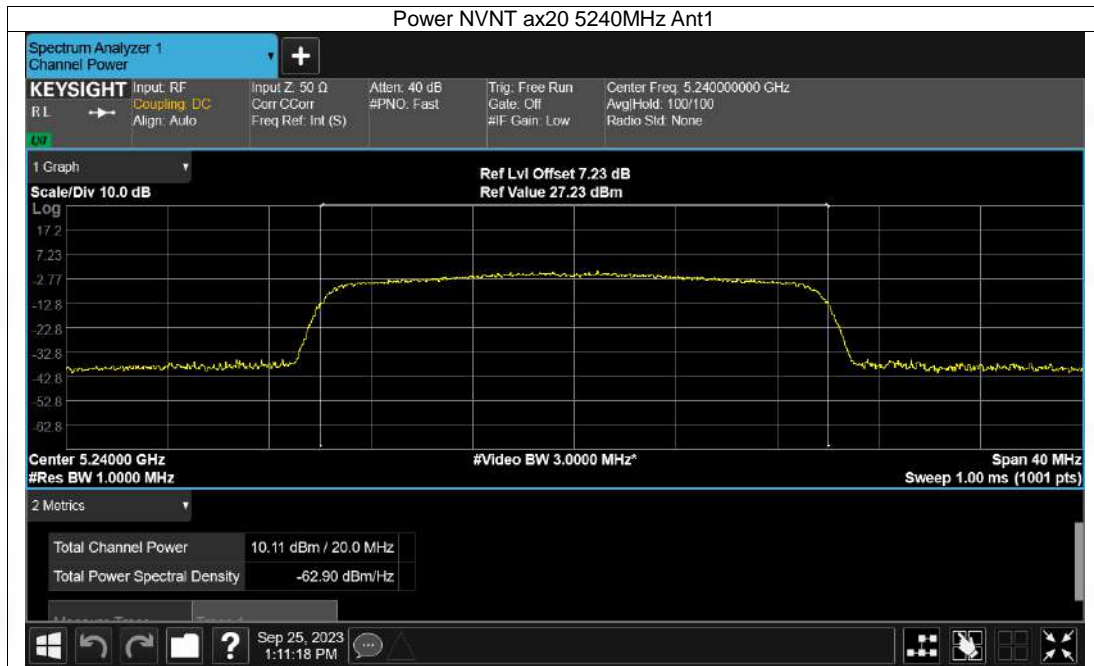 Power NVNT ax20 5240MHz Ant1
Spectrum Analyzer 1
Channel Power
+
KEYSIGHT
RL
Input: RF
Coupling: DC
Align: Auto
Input Z: 50 Ω
Corr CCorr
Freq Ref: Int (S)
Atten: 40 dB
#PNO: Fast
Trig: Free Run
Gate: Off
#IF Gain: Low
Center Freq: 5.240000000 GHz
Avg|Hold: 100/100
Radio Std: None
LXI
1 Graph
Scale/Div 10.0 dB
Ref Lvl Offset 7.23 dB
Ref Value 27.23 dBm
Log
17.2
7.23
-2.77
-12.8
-22.8
-32.8
-42.8
-52.8
-62.8
Center 5.24000 GHz
#Res BW 1.0000 MHz
#Video BW 3.0000 MHz*
Span 40 MHz
Sweep 1.00 ms (1001 pts)
2 Metrics
Total Channel Power 10.11 dBm / 20.0 MHz
Total Power Spectral Density -62.90 dBm/Hz
?
Sep 25, 2023
1:11:18 PM